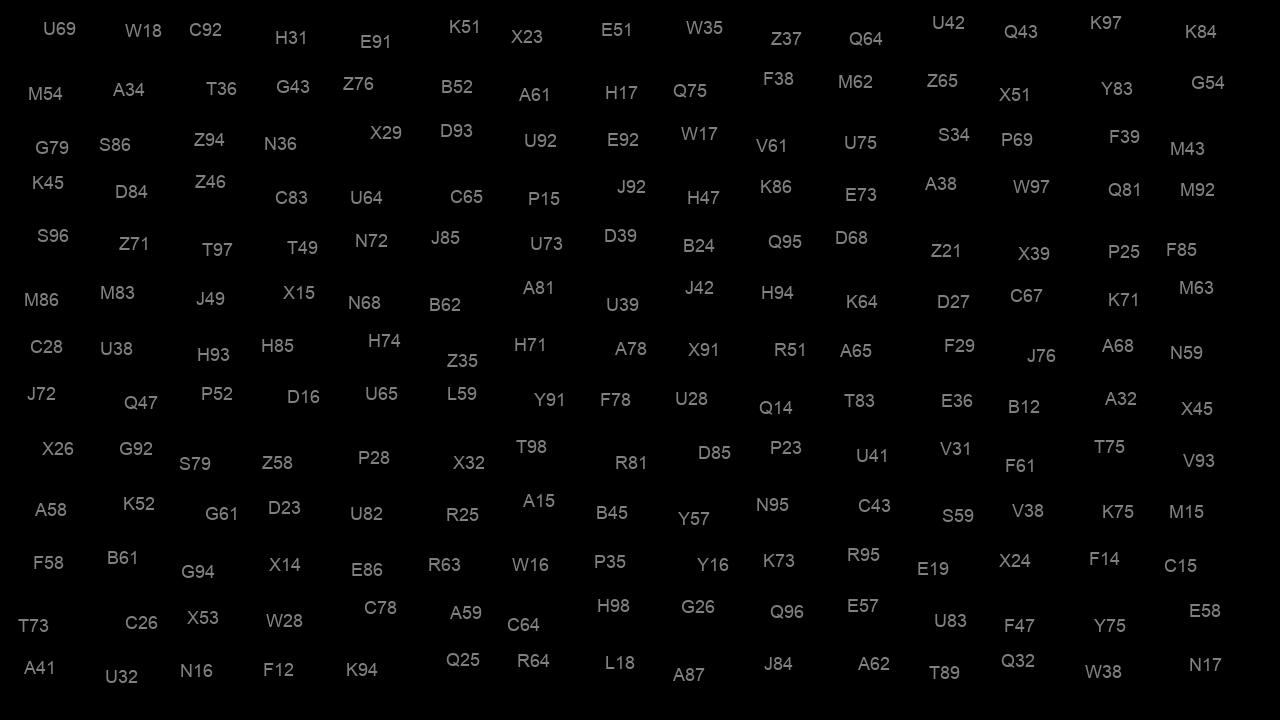 U69 W18 C92 H31 E91 K51 X23 E51 W35 Z37 Q64 U42 Q43 K97 K84
M54 A34 T36 G43 Z76 B52 A61 H17 Q75 F38 M62 Z65 X51 Y83 G54
G79 S86 Z94 N36 X29 D93 U92 E92 W17 V61 U75 S34 P69 F39 M43
K45 D84 Z46 C83 U64 C65 P15 J92 H47 K86 E73 A38 W97 Q81 M92
S96 Z71 T97 T49 N72 J85 U73 D39 B24 Q95 D68 Z21 X39 P25 F85
M86 M83 J49 X15 N68 B62 A81 U39 J42 H94 K64 D27 C67 K71 M63
C28 U38 H93 H85 H74 Z35 H71 A78 X91 R51 A65 F29 J76 A68 N59
J72 Q47 P52 D16 U65 L59 Y91 F78 U28 Q14 T83 E36 B12 A32 X45
X26 G92 S79 Z58 P28 X32 T98 R81 D85 P23 U41 V31 F61 T75 V93
A58 K52 G61 D23 U82 R25 A15 B45 Y57 N95 C43 S59 V38 K75 M15
F58 B61 G94 X14 E86 R63 W16 P35 Y16 K73 R95 E19 X24 F14 C15
T73 C26 X53 W28 C78 A59 C64 H98 G26 Q96 E57 U83 F47 Y75 E58
A41 U32 N16 F12 K94 Q25 R64 L18 A87 J84 A62 T89 Q32 W38 N17